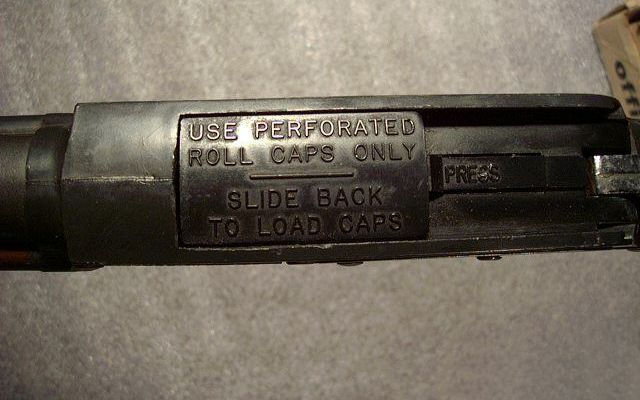 USE PERFORATED
ROLL CAPS ONLY
SLIDE BACK
TO LOAD CAPS
PRESS